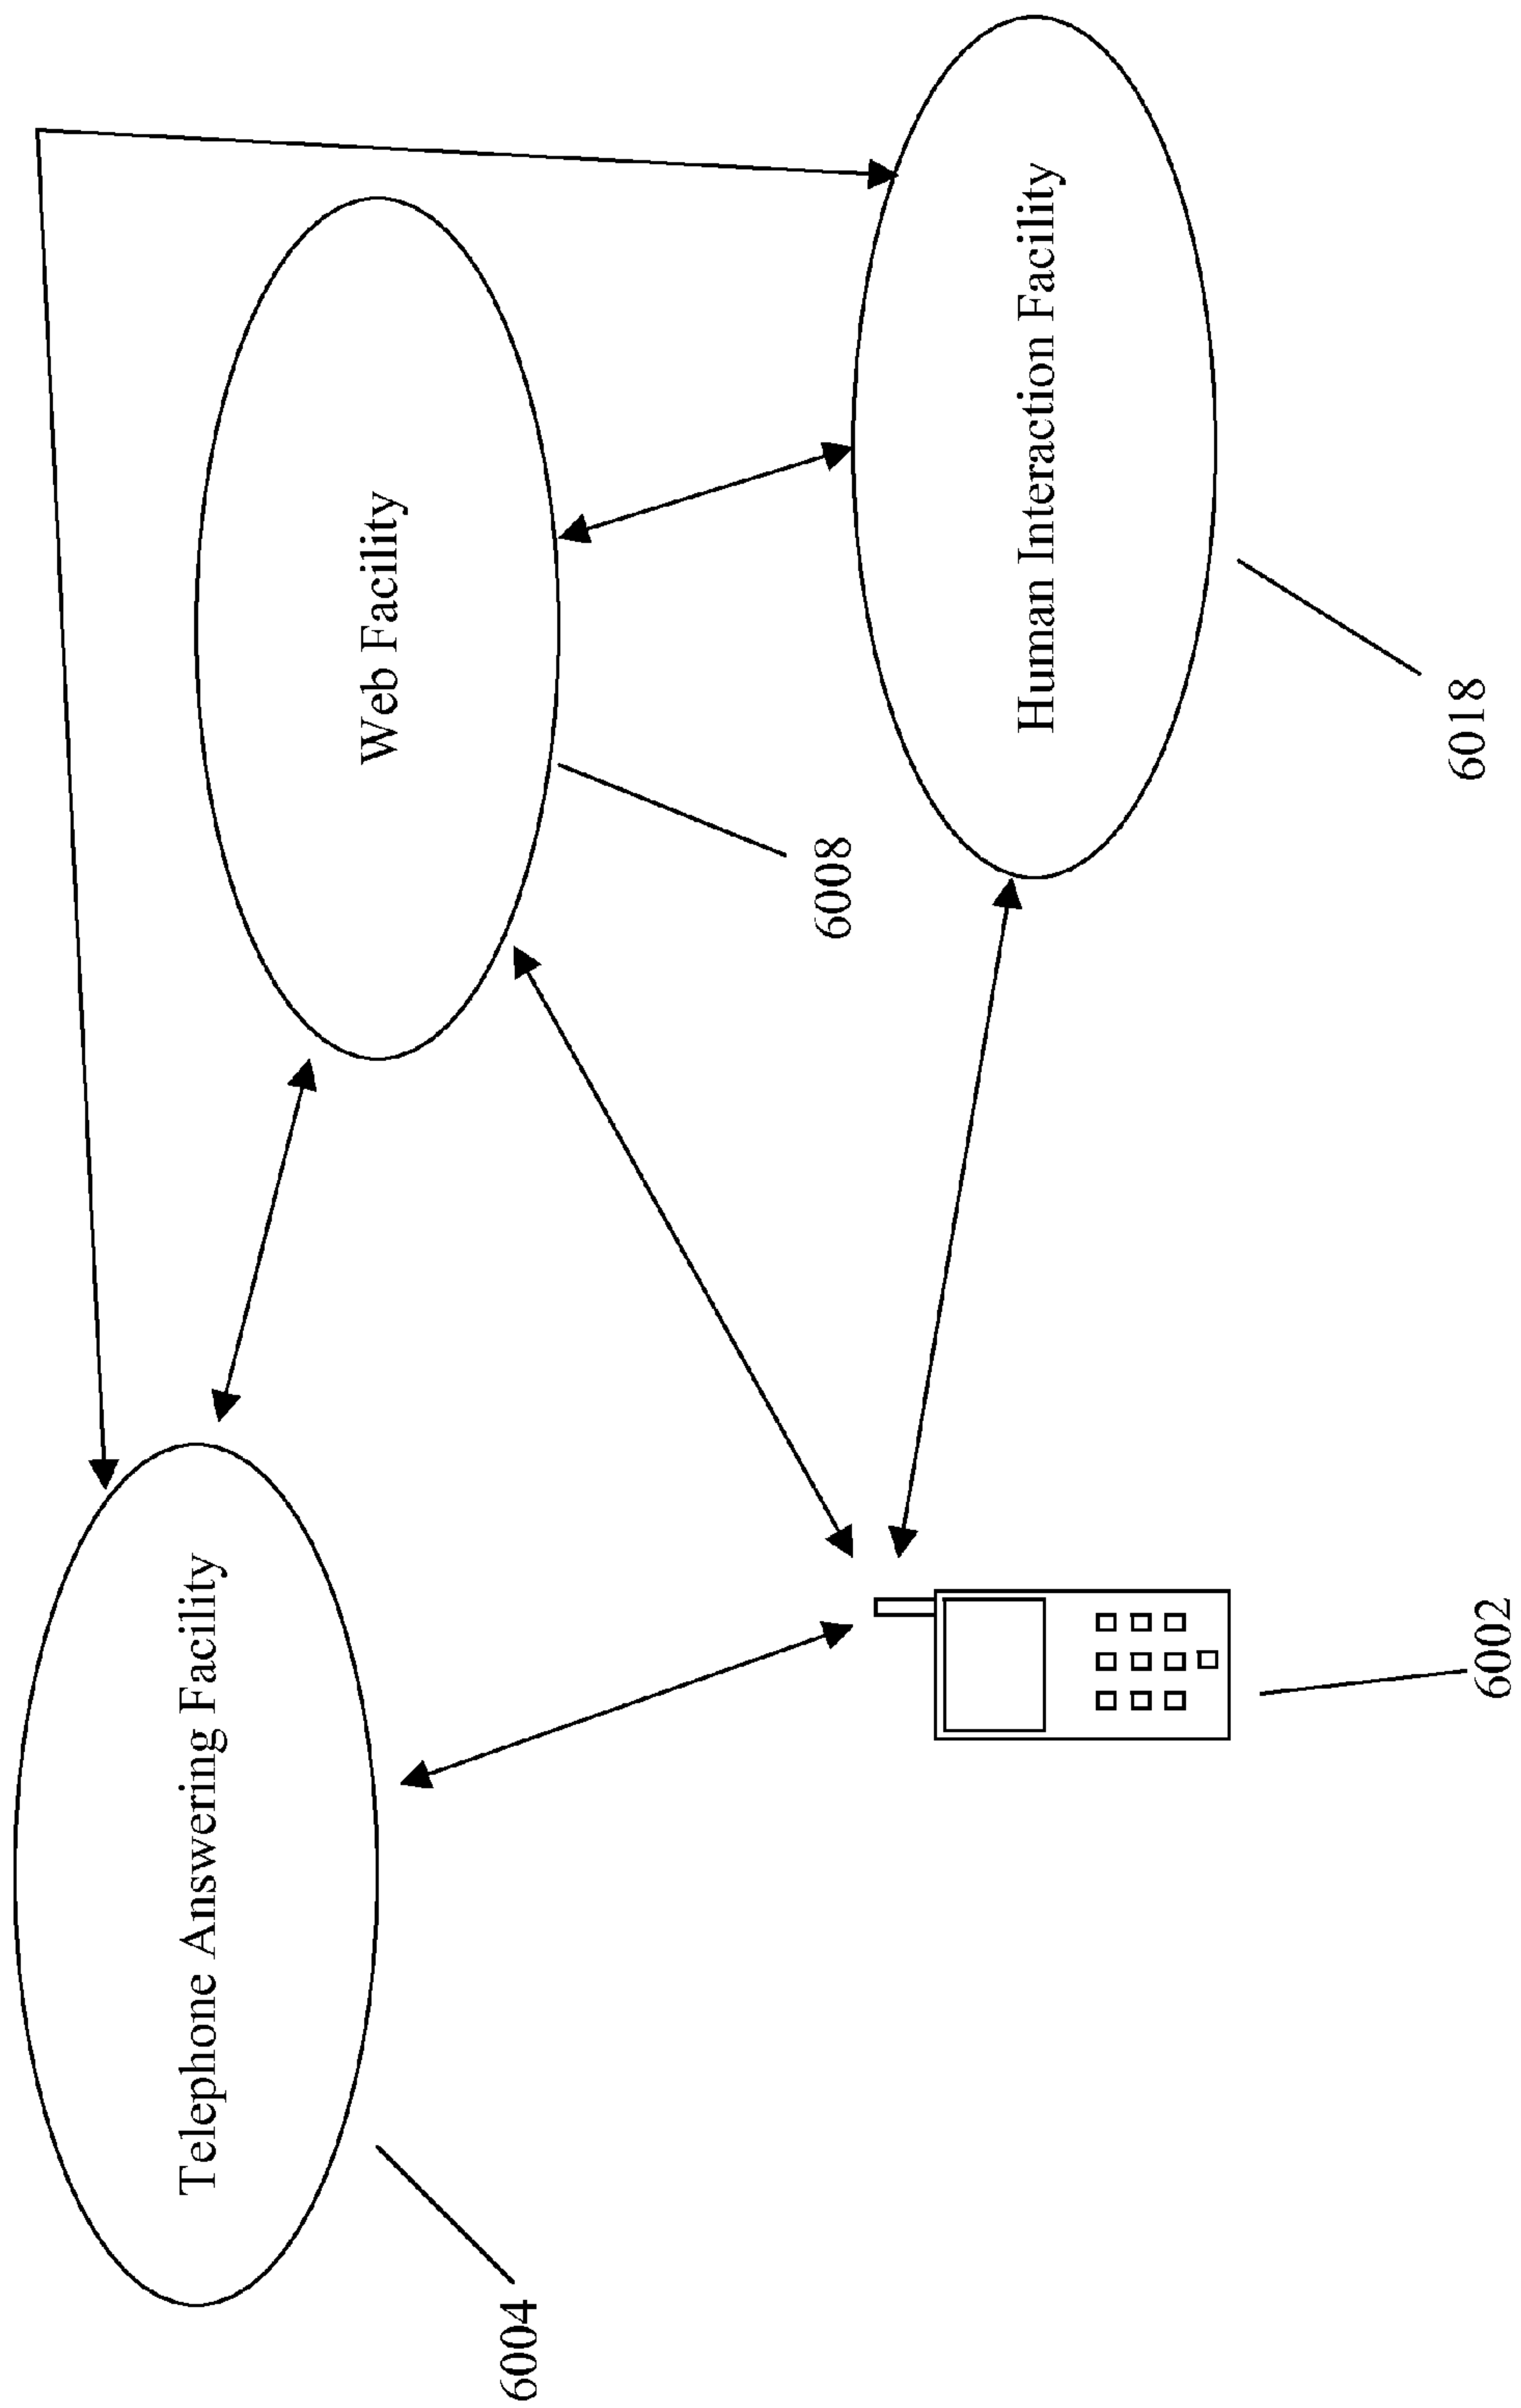 Telephone Answering Facility
6004
Web Facility
6008
Human Interaction Facility
6018
6002